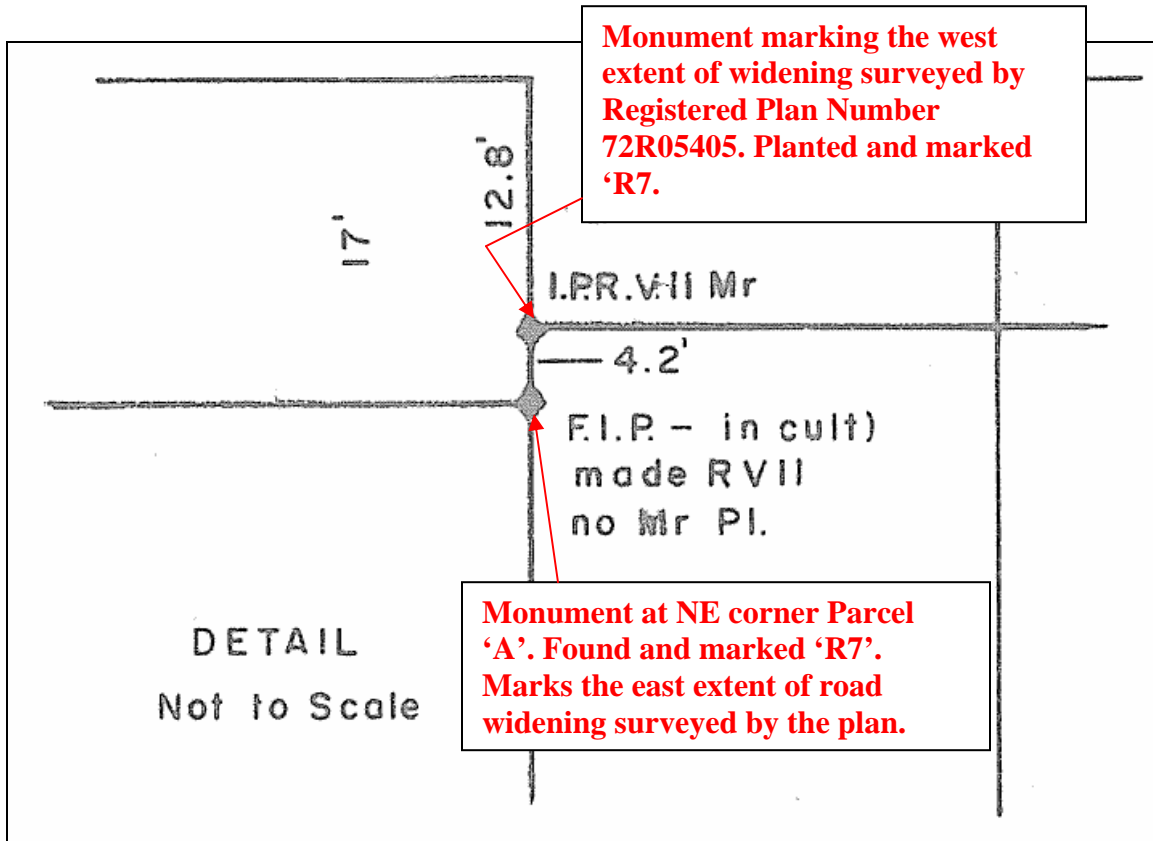 Monument marking the west
extent of widening surveyed by
Registered Plan Number
72R05405. Planted and marked
‘R7.
12.8'
17'
I.P.R.VII Mr
4.2'
F.I.P. – in cult)
made RVII
no Mr Pl.
Monument at NE corner Parcel
‘A’. Found and marked ‘R7’.
Marks the east extent of road
widening surveyed by the plan.
DETAIL
Not to Scale